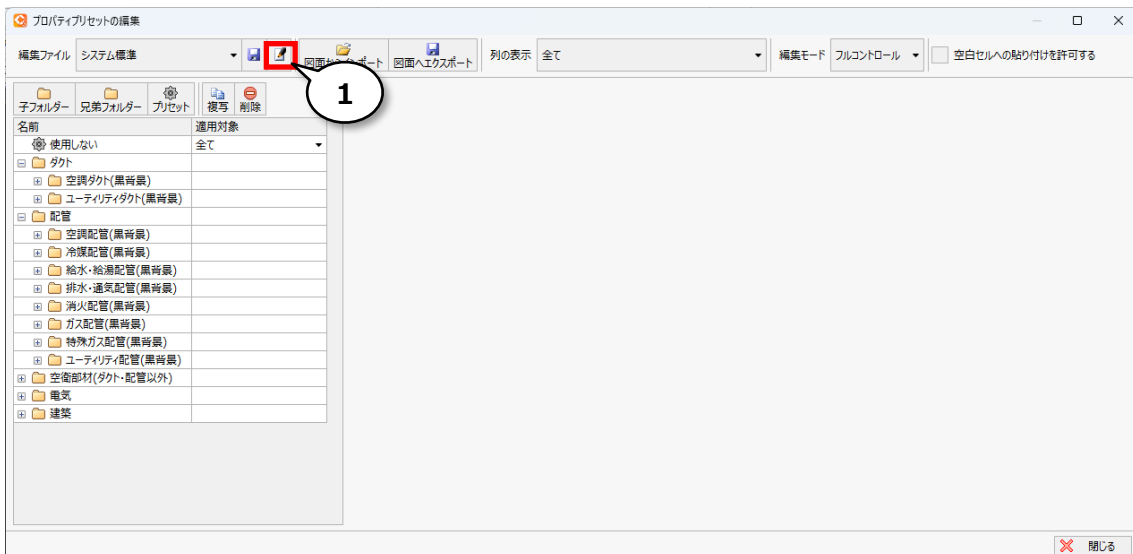 プロパティプリセットの編集
編集ファイル システム標準 図面からインポート 図面へエクスポート 列の表示 全て 編集モード フルコントロール 空白セルへの貼り付けを許可する
1
子フォルダー 兄弟フォルダー プリセット 複写 削除
名前 適用対象
使用しない 全て
ダクト
空調ダクト(黒背景)
ユーティリティダクト(黒背景)
配管
空調配管(黒背景)
冷媒配管(黒背景)
給水・給湯配管(黒背景)
排水・通気配管(黒背景)
消火配管(黒背景)
ガス配管(黒背景)
特殊ガス配管(黒背景)
ユーティリティ配管(黒背景)
空衛部材(ダクト・配管以外)
電気
建築
閉じる